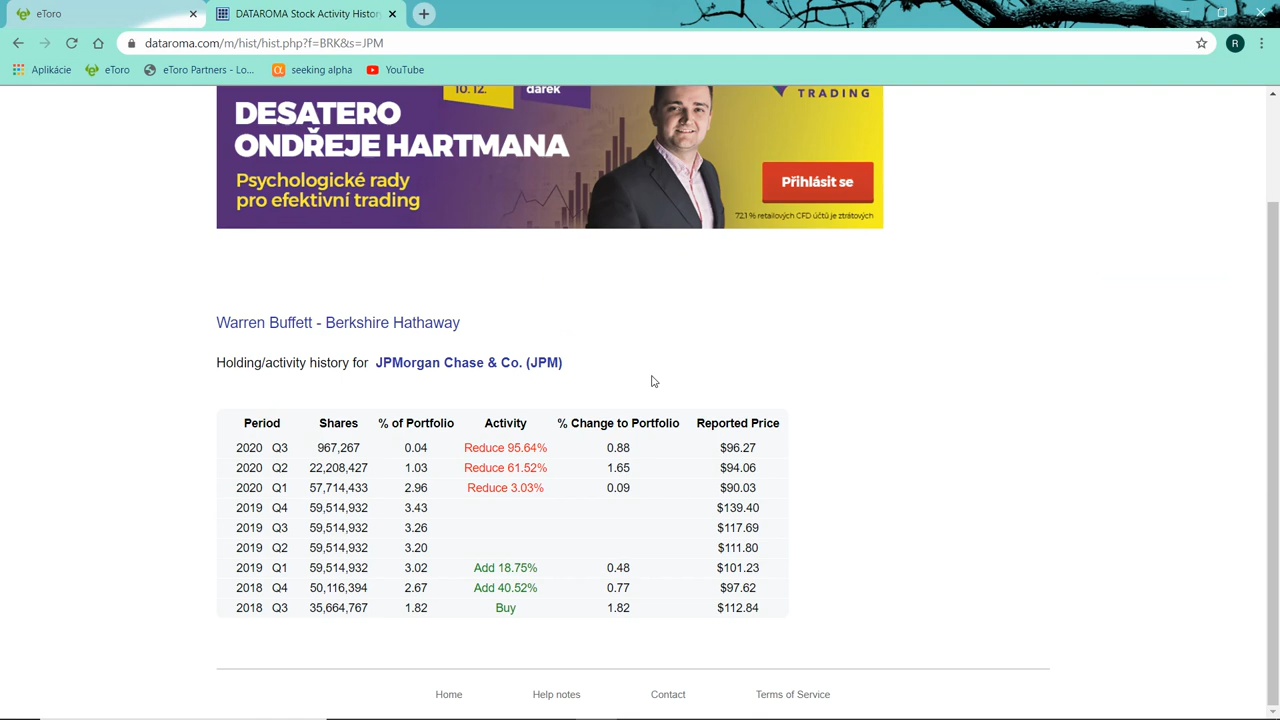 eToro
DATAROMA Stock Activity Histor
dataroma.com/m/hist/hist.php?f=BRK&s=JPM
R
Aplikácie
eToro
eToro Partners - Lo...
seeking alpha
YouTube
10.12.
darek
TRADING
DESATERO
ONDŘEJE HARTMANA
Psychologické rady
pro efektivní trading
Přihlásit se
72,1 % retailových CFD účtů je ztrátových
Warren Buffett - Berkshire Hathaway
Holding/activity history for JPMorgan Chase & Co. (JPM)
Period Shares % of Portfolio Activity % Change to Portfolio Reported Price
2020 Q3 967,267 0.04 Reduce 95.64% 0.88 $96.27
2020 Q2 22,208,427 1.03 Reduce 61.52% 1.65 $94.06
2020 Q1 57,714,433 2.96 Reduce 3.03% 0.09 $90.03
2019 Q4 59,514,932 3.43 $139.40
2019 Q3 59,514,932 3.26 $117.69
2019 Q2 59,514,932 3.20 $111.80
2019 Q1 59,514,932 3.02 Add 18.75% 0.48 $101.23
2018 Q4 50,116,394 2.67 Add 40.52% 0.77 $97.62
2018 Q3 35,664,767 1.82 Buy 1.82 $112.84
Home Help notes Contact Terms of Service